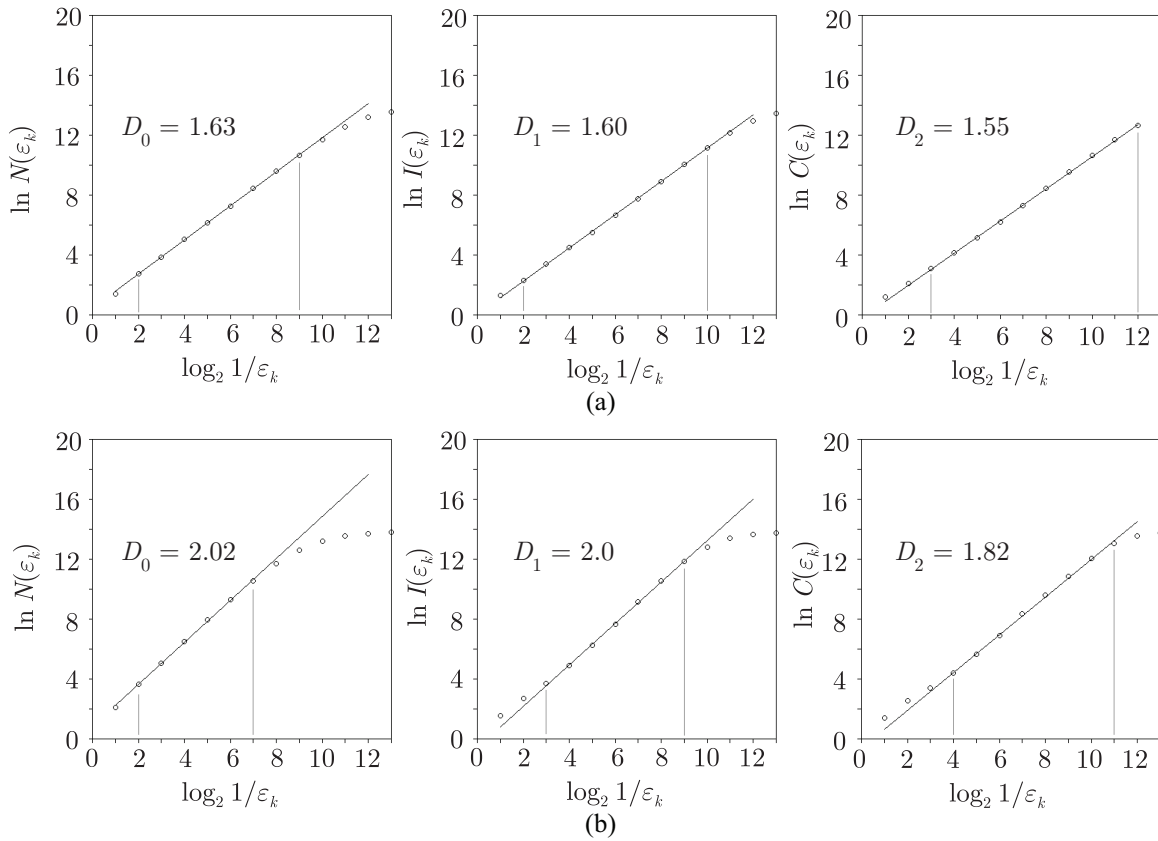 20
16
12
8
4
0
ln N(ε_k)
D_0 = 1.63
0 2 4 6 8 10 12
log_2 1/ε_k
20
16
12
8
4
0
ln I(ε_k)
D_1 = 1.60
0 2 4 6 8 10 12
log_2 1/ε_k
20
16
12
8
4
0
ln C(ε_k)
D_2 = 1.55
0 2 4 6 8 10 12
log_2 1/ε_k
(a)
20
16
12
8
4
0
ln N(ε_k)
D_0 = 2.02
0 2 4 6 8 10 12
log_2 1/ε_k
20
16
12
8
4
0
ln I(ε_k)
D_1 = 2.0
0 2 4 6 8 10 12
log_2 1/ε_k
20
16
12
8
4
0
ln C(ε_k)
D_2 = 1.82
0 2 4 6 8 10 12
log_2 1/ε_k
(b)